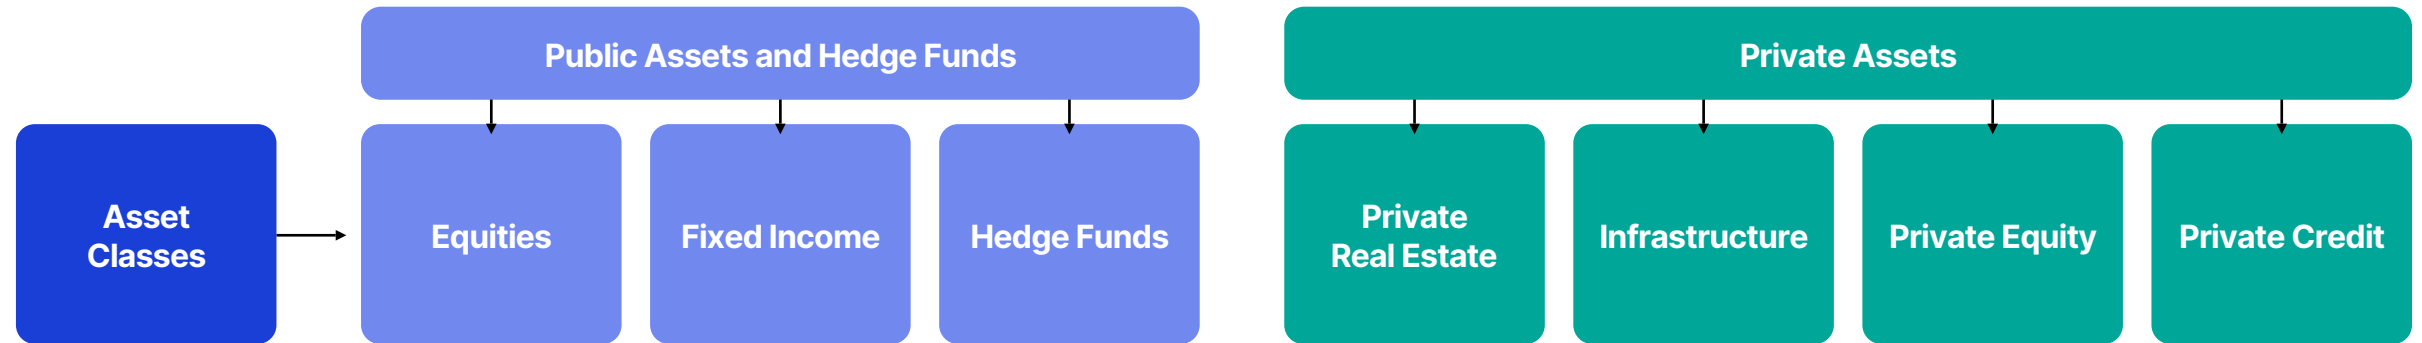 Public Assets and Hedge Funds
Private Assets
Asset
Classes
Equities
Fixed Income
Hedge Funds
Private
Real Estate
Infrastructure
Private Equity
Private Credit